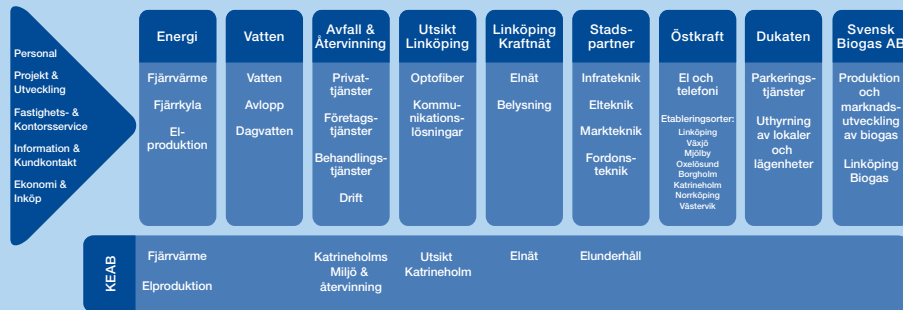 Personal
Projekt &
Utveckling
Fastighets- &
Kontorsservice
Information &
Kundkontakt
Ekonomi &
Inköp
Energi
Fjärrvärme
Fjärrkyla
El-
produktion
Vatten
Vatten
Avlopp
Dagvatten
Avfall &
Återvinning
Privat-
tjänster
Företags-
tjänster
Behandlings-
tjänster
Drift
Utsikt
Linköping
Optofiber
Kommu-
nikations-
lösningar
Linköping
Kraftnät
Elnät
Belysning
Stads-
partner
Infrateknik
Elteknik
Markteknik
Fordons-
teknik
Östkraft
El och
telefoni
Etableringsorter:
Linköping
Växjö
Mjölby
Oxelösund
Borgholm
Katrineholm
Norrköping
Västervik
Dukaten
Parkerings-
tjänster
Uthyrning
av lokaler
och
lägenheter
Svensk
Biogas AB
Produktion
och
marknads-
utveckling
av biogas
Linköping
Biogas
KEAB
Fjärrvärme
Elproduktion
Katrineholms
Miljö &
återvinning
Utsikt
Katrineholm
Elnät
Elunderhåll